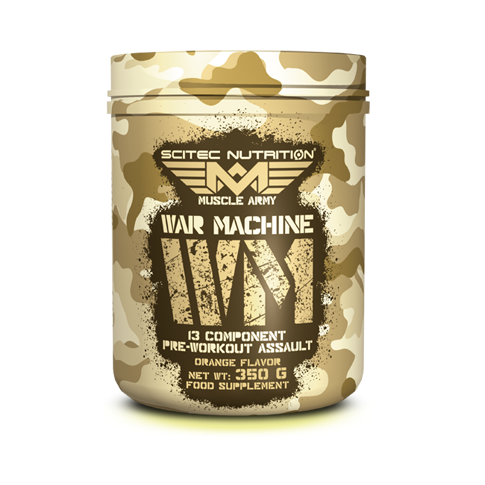 SCITEC NUTRITION®
MUSCLE ARMY
WAR MACHINE
WM
13 COMPONENT
PRE-WORKOUT ASSAULT
ORANGE FLAVOR
NET WT: 350 G
FOOD SUPPLEMENT